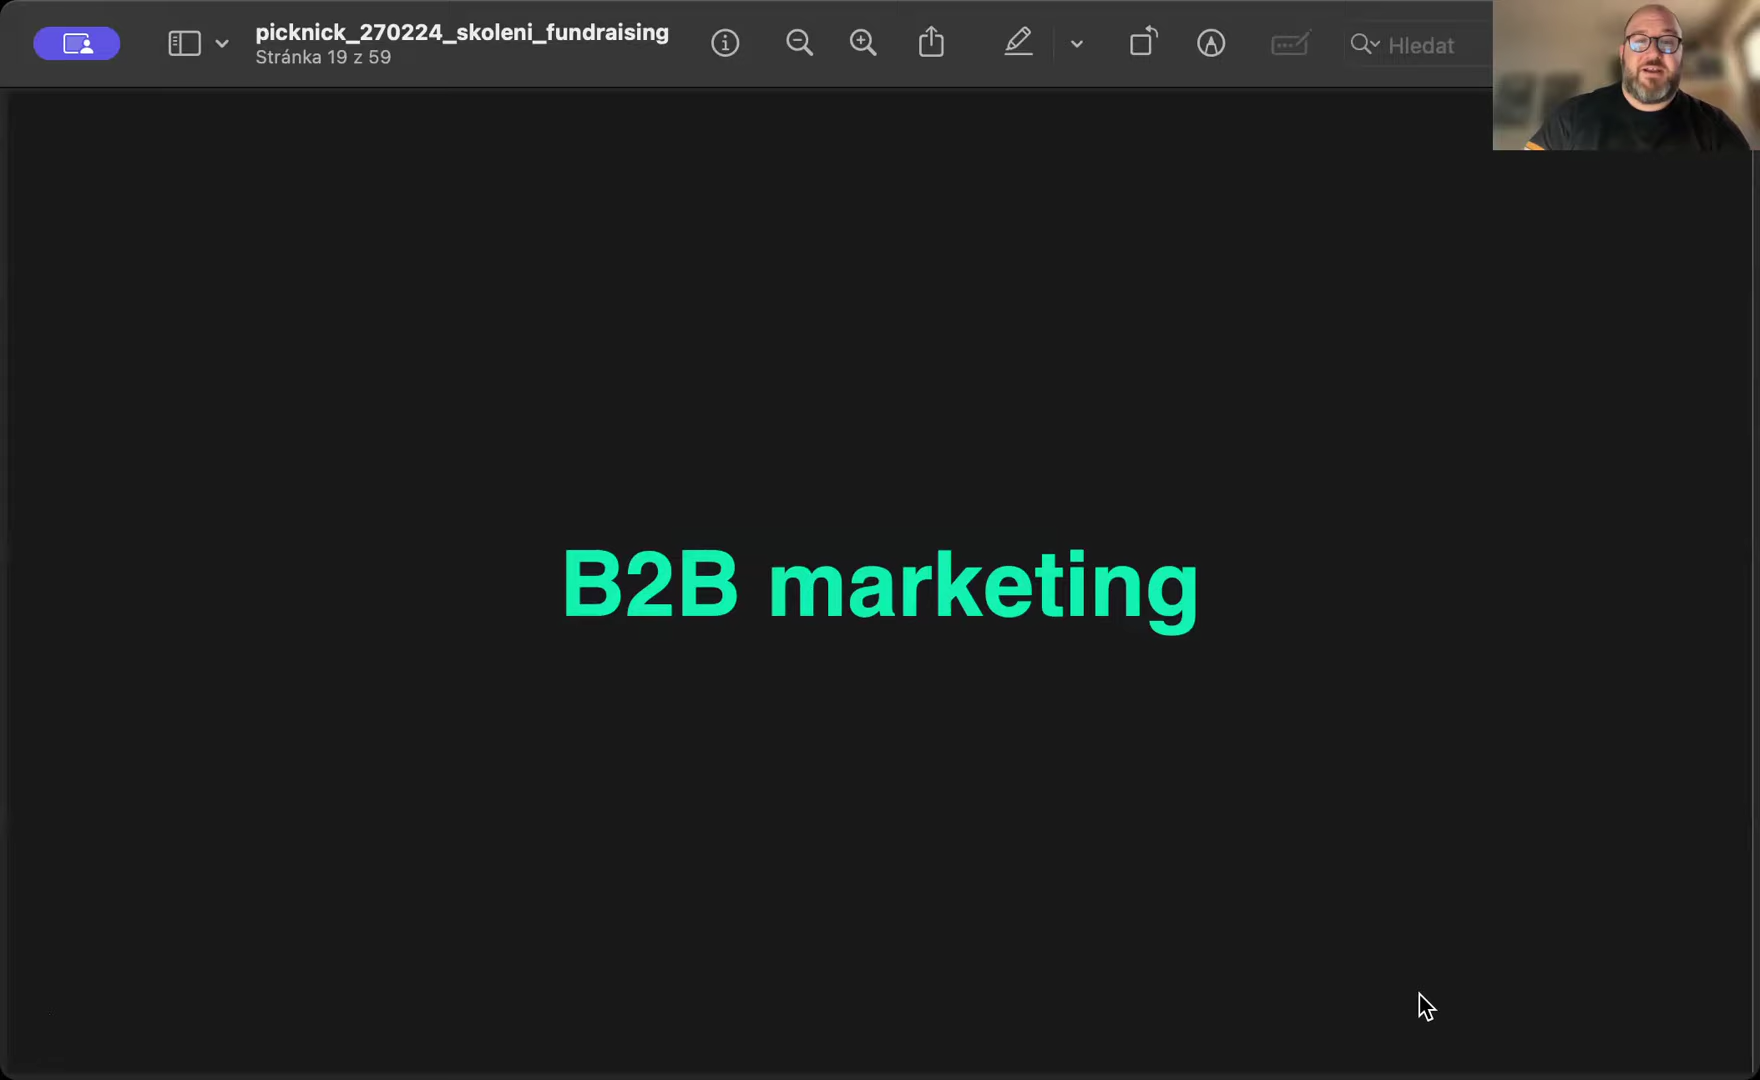 picknick_270224_skoleni_fundraising
Stránka 19 z 59
Hledat
B2B marketing